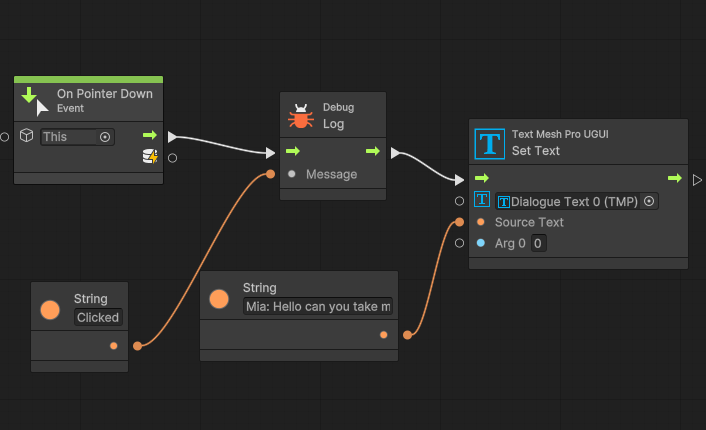 On Pointer Down
Event
This
Debug
Log
Message
Text Mesh Pro UGUI
Set Text
Dialogue Text 0 (TMP)
Source Text
Arg 0 0
String
Clicked
String
Mia: Hello can you take m